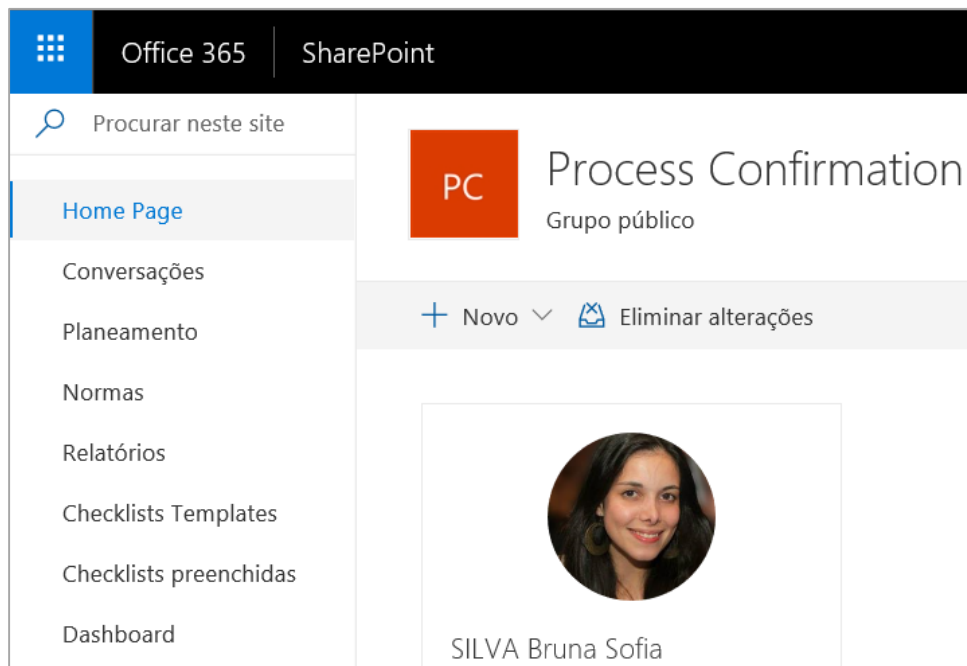 Office 365
SharePoint
Procurar neste site
Home Page
Conversações
Planeamento
Normas
Relatórios
Checklists Templates
Checklists preenchidas
Dashboard
PC
Process Confirmation
Grupo público
Novo
Eliminar alterações
SILVA Bruna Sofia